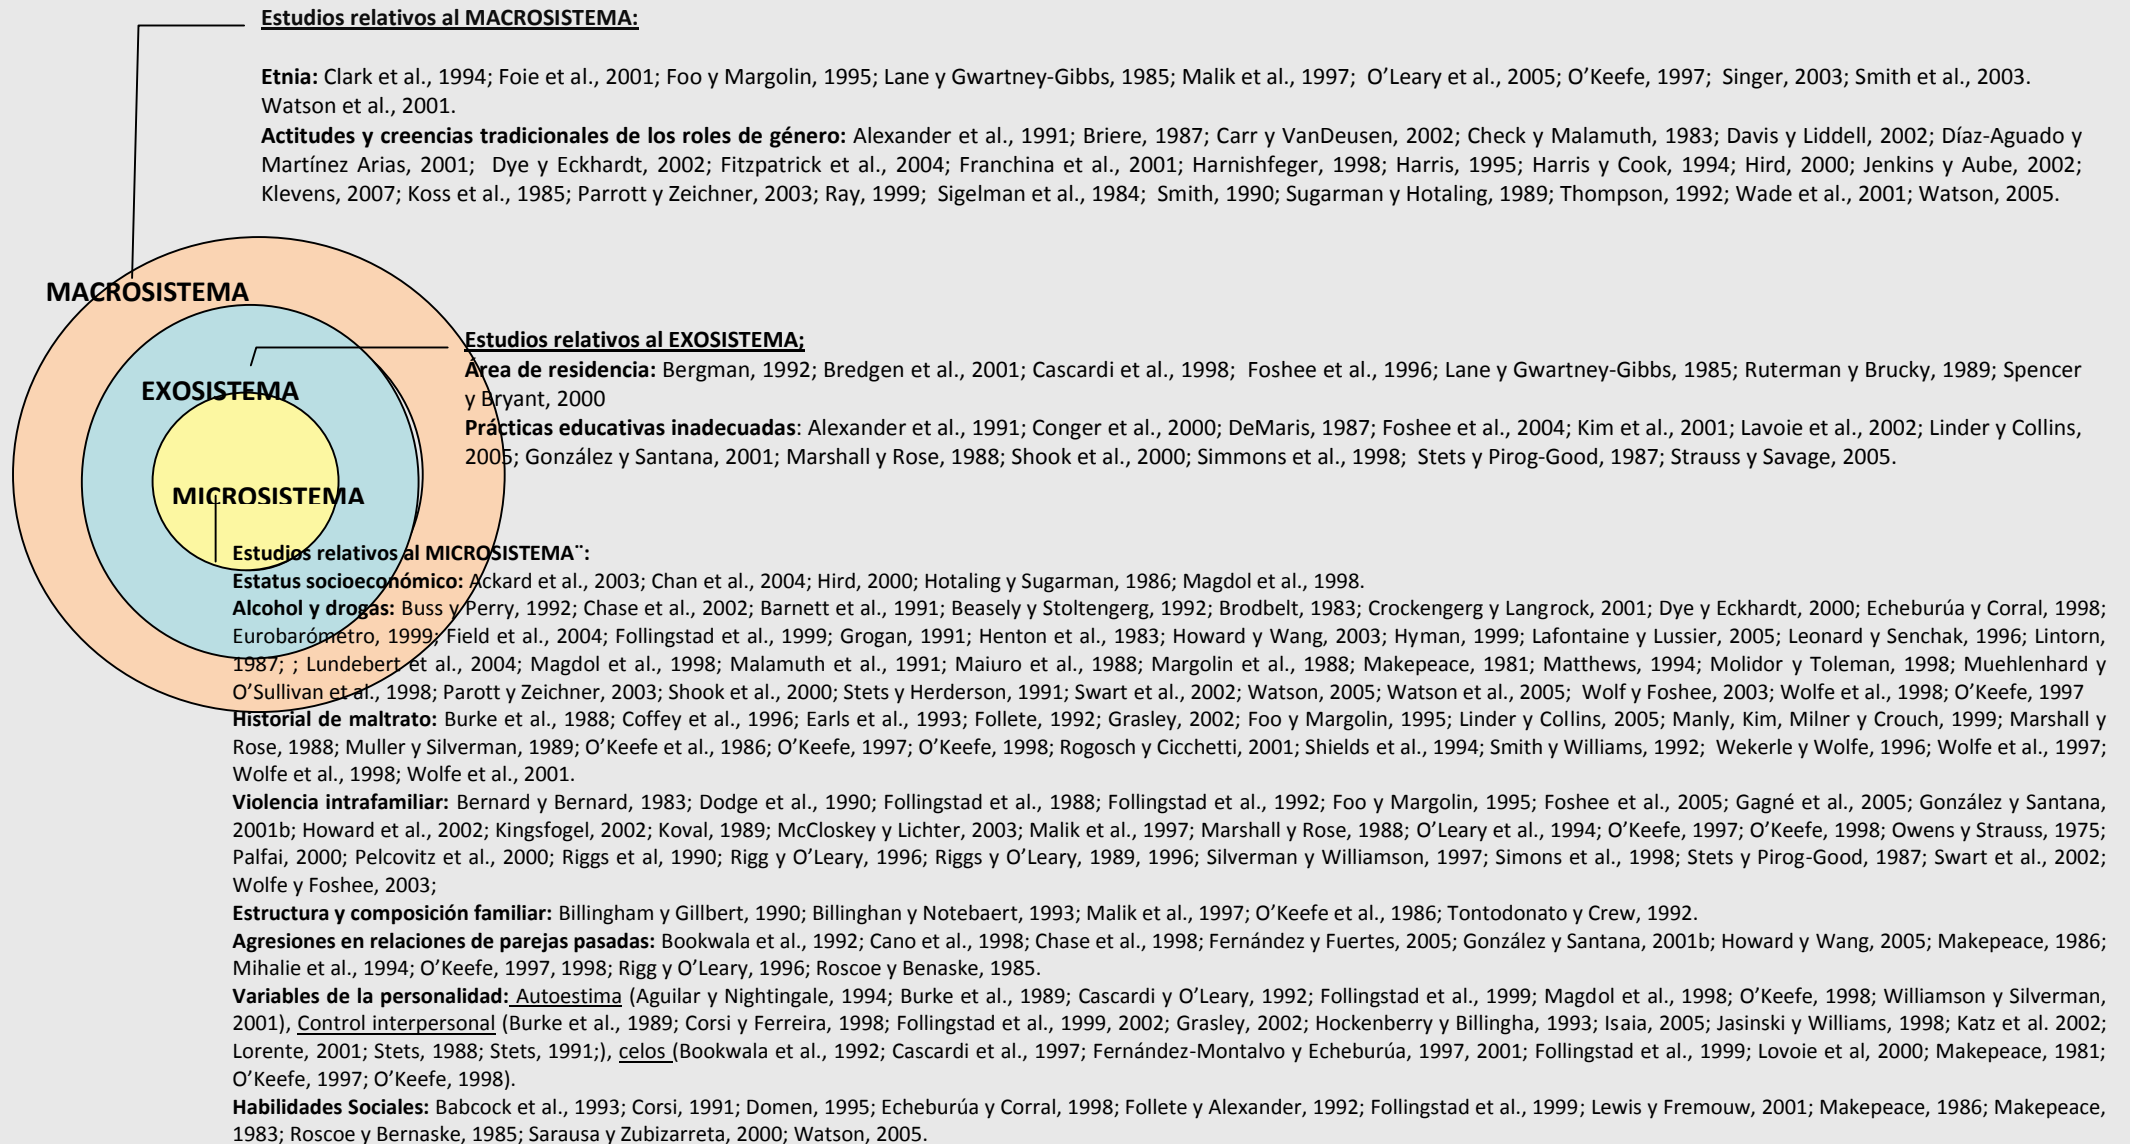 Estudios relativos al MACROSISTEMA:
Etnia: Clark et al., 1994; Foie et al., 2001; Foo y Margolin, 1995; Lane y Gwartney-Gibbs, 1985; Malik et al., 1997; O'Leary et al., 2005; O'Keefe, 1997; Singer, 2003; Smith et al., 2003.
Watson et al., 2001.
Actitudes y creencias tradicionales de los roles de género: Alexander et al., 1991; Briere, 1987; Carr y VanDeusen, 2002; Check y Malamuth, 1983; Davis y Liddell, 2002; Díaz-Aguado y
Martínez Arias, 2001; Dye y Eckhardt, 2002; Fitzpatrick et al., 2004; Franchina et al., 2001; Harnishfeger, 1998; Harris, 1995; Harris y Cook, 1994; Hird, 2000; Jenkins y Aube, 2002;
Klevens, 2007; Koss et al., 1985; Parrott y Zeichner, 2003; Ray, 1999; Sigelman et al., 1984; Smith, 1990; Sugarman y Hotaling, 1989; Thompson, 1992; Wade et al., 2001; Watson, 2005.
MACROSISTEMA
Estudios relativos al EXOSISTEMA;
Área de residencia: Bergman, 1992; Bredgen et al., 2001; Cascardi et al., 1998; Foshee et al., 1996; Lane y Gwartney-Gibbs, 1985; Ruterman y Brucky, 1989; Spencer
y Bryant, 2000
Prácticas educativas inadecuadas: Alexander et al., 1991; Conger et al., 2000; DeMaris, 1987; Foshee et al., 2004; Kim et al., 2001; Lavoie et al., 2002; Linder y Collins,
2005; González y Santana, 2001; Marshall y Rose, 1988; Shook et al., 2000; Simmons et al., 1998; Stets y Pirog-Good, 1987; Strauss y Savage, 2005.
EXOSISTEMA
MICROSISTEMA
Estudios relativos al MICROSISTEMA¨:
Estatus socioeconómico: Ackard et al., 2003; Chan et al., 2004; Hird, 2000; Hotaling y Sugarman, 1986; Magdol et al., 1998.
Alcohol y drogas: Buss y Perry, 1992; Chase et al., 2002; Barnett et al., 1991; Beasely y Stoltengerg, 1992; Brodbelt, 1983; Crockengerg y Langrock, 2001; Dye y Eckhardt, 2000; Echeburúa y Corral, 1998;
Eurobarómetro, 1999; Field et al., 2004; Follingstad et al., 1999; Grogan, 1991; Henton et al., 1983; Howard y Wang, 2003; Hyman, 1999; Lafontaine y Lussier, 2005; Leonard y Senchak, 1996; Lintorn,
1987; ; Lundebert et al., 2004; Magdol et al., 1998; Malamuth et al., 1991; Maiuro et al., 1988; Margolin et al., 1988; Makepeace, 1981; Matthews, 1994; Molidor y Toleman, 1998; Muehlenhard y
O'Sullivan et al., 1998; Parott y Zeichner, 2003; Shook et al., 2000; Stets y Herderson, 1991; Swart et al., 2002; Watson, 2005; Watson et al., 2005; Wolf y Foshee, 2003; Wolfe et al., 1998; O'Keefe, 1997
Historial de maltrato: Burke et al., 1988; Coffey et al., 1996; Earls et al., 1993; Follete, 1992; Grasley, 2002; Foo y Margolin, 1995; Linder y Collins, 2005; Manly, Kim, Milner y Crouch, 1999; Marshall y
Rose, 1988; Muller y Silverman, 1989; O'Keefe et al., 1986; O'Keefe, 1997; O'Keefe, 1998; Rogosch y Cicchetti, 2001; Shields et al., 1994; Smith y Williams, 1992; Wekerle y Wolfe, 1996; Wolfe et al., 1997;
Wolfe et al., 1998; Wolfe et al., 2001.
Violencia intrafamiliar: Bernard y Bernard, 1983; Dodge et al., 1990; Follingstad et al., 1988; Follingstad et al., 1992; Foo y Margolin, 1995; Foshee et al., 2005; Gagné et al., 2005; González y Santana,
2001b; Howard et al., 2002; Kingsfogel, 2002; Koval, 1989; McCloskey y Lichter, 2003; Malik et al., 1997; Marshall y Rose, 1988; O'Leary et al., 1994; O'Keefe, 1997; O'Keefe, 1998; Owens y Strauss, 1975;
Palfai, 2000; Pelcovitz et al., 2000; Riggs et al, 1990; Rigg y O'Leary, 1996; Riggs y O'Leary, 1989, 1996; Silverman y Williamson, 1997; Simons et al., 1998; Stets y Pirog-Good, 1987; Swart et al., 2002;
Wolfe y Foshee, 2003;
Estructura y composición familiar: Billingham y Gillbert, 1990; Billinghan y Notebaert, 1993; Malik et al., 1997; O'Keefe et al., 1986; Tontodonato y Crew, 1992.
Agresiones en relaciones de parejas pasadas: Bookwala et al., 1992; Cano et al., 1998; Chase et al., 1998; Fernández y Fuertes, 2005; González y Santana, 2001b; Howard y Wang, 2005; Makepeace, 1986;
Mihalie et al., 1994; O'Keefe, 1997, 1998; Rigg y O'Leary, 1996; Roscoe y Benaske, 1985.
Variables de la personalidad: Autoestima (Aguilar y Nightingale, 1994; Burke et al., 1989; Cascardi y O'Leary, 1992; Follingstad et al., 1999; Magdol et al., 1998; O'Keefe, 1998; Williamson y Silverman,
2001), Control interpersonal (Burke et al., 1989; Corsi y Ferreira, 1998; Follingstad et al., 1999, 2002; Grasley, 2002; Hockenberry y Billingha, 1993; Isaia, 2005; Jasinski y Williams, 1998; Katz et al. 2002;
Lorente, 2001; Stets, 1988; Stets, 1991;), celos (Bookwala et al., 1992; Cascardi et al., 1997; Fernández-Montalvo y Echeburúa, 1997, 2001; Follingstad et al., 1999; Lovoie et al, 2000; Makepeace, 1981;
O'Keefe, 1997; O'Keefe, 1998).
Habilidades Sociales: Babcock et al., 1993; Corsi, 1991; Domen, 1995; Echeburúa y Corral, 1998; Follete y Alexander, 1992; Follingstad et al., 1999; Lewis y Fremouw, 2001; Makepeace, 1986; Makepeace,
1983; Roscoe y Bernaske, 1985; Sarausa y Zubizarreta, 2000; Watson, 2005.